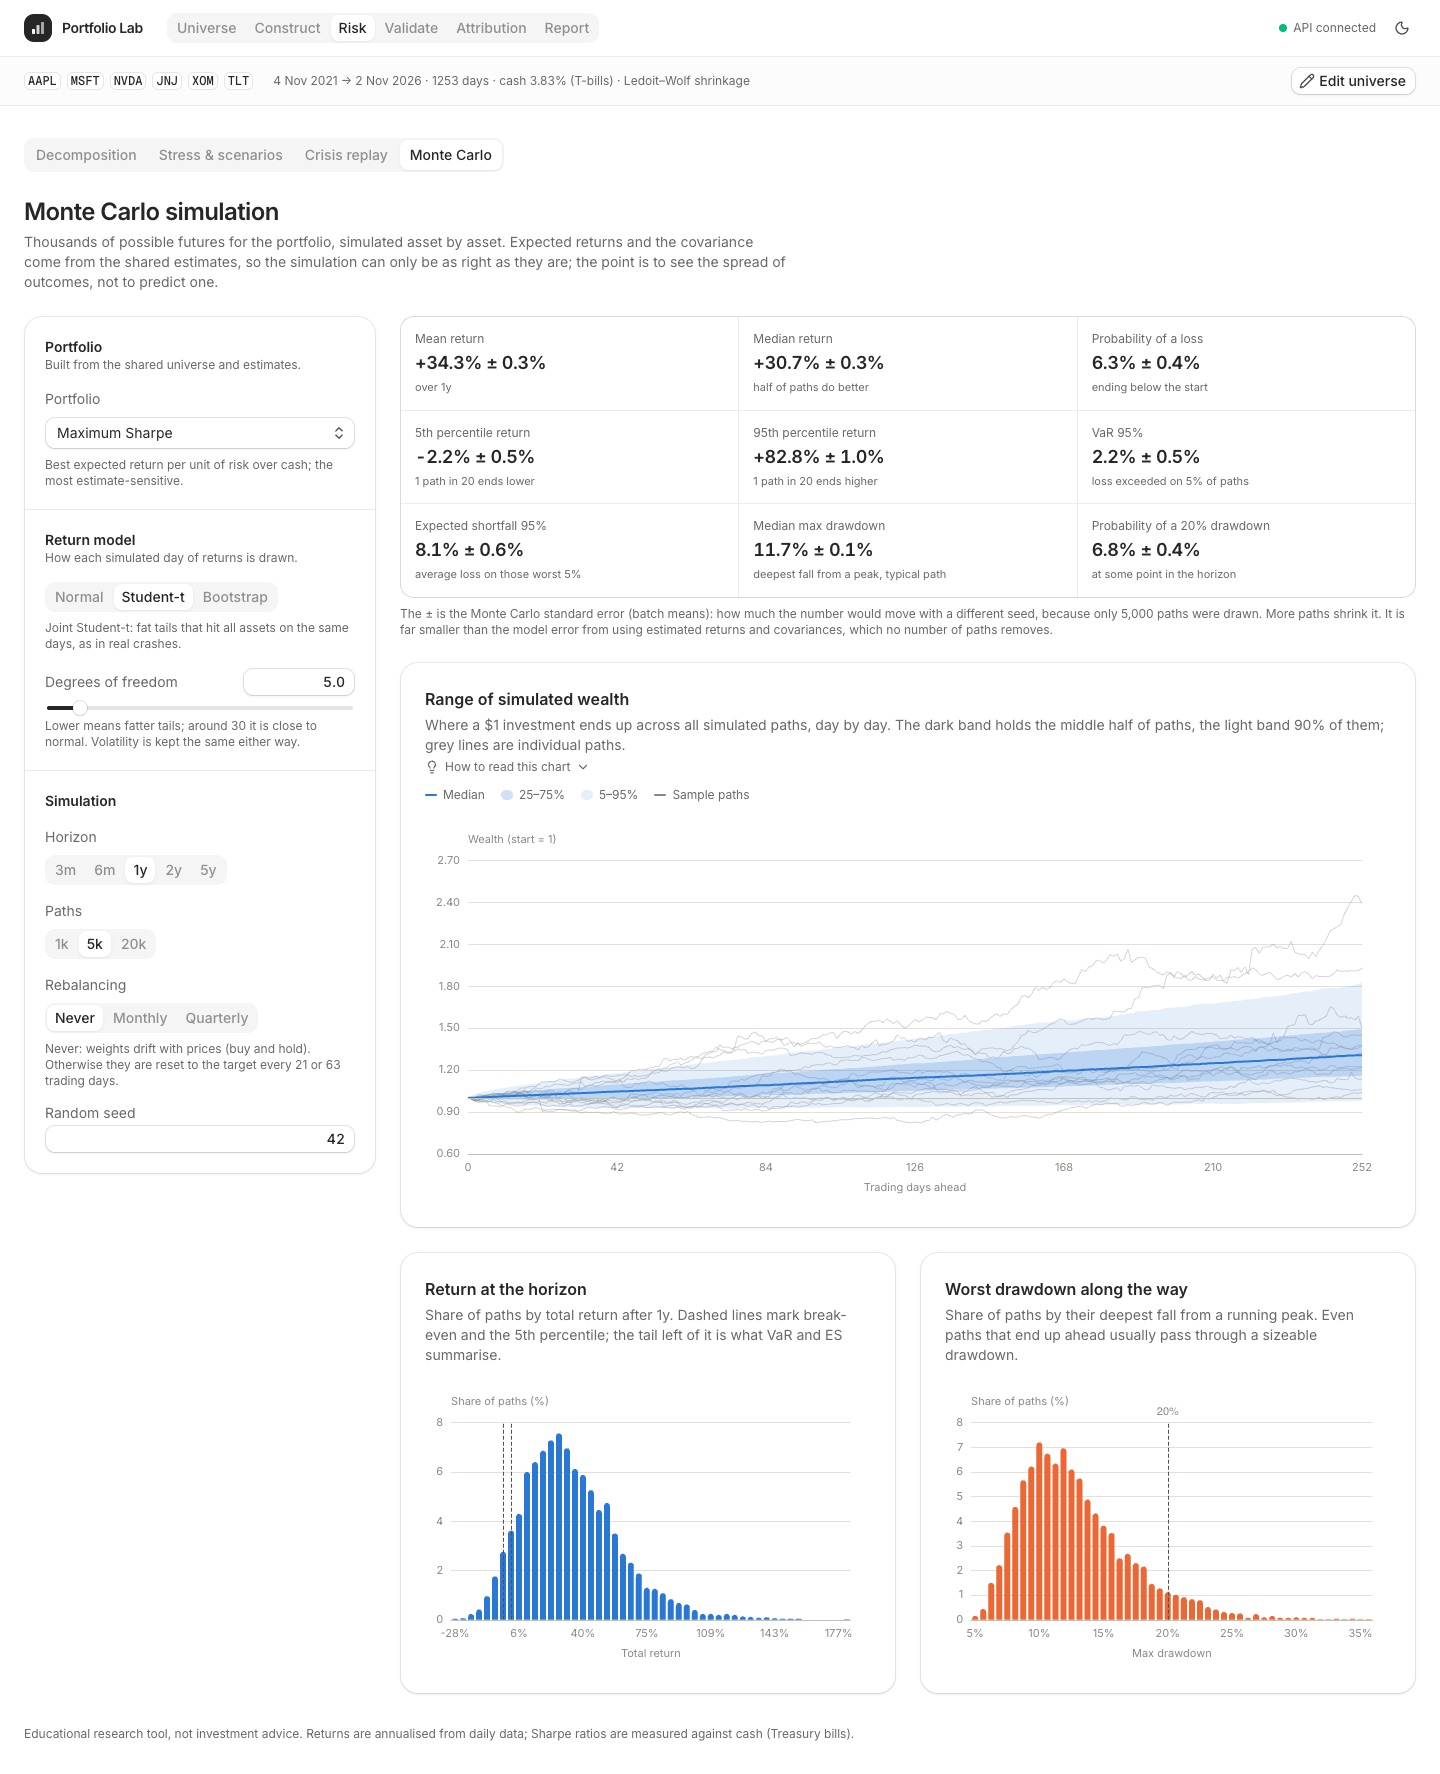 Portfolio Lab
Universe
Construct
Risk
Validate
Attribution
Report
API connected
AAPL MSFT NVDA JNJ XOM TLT
4 Nov 2021 → 2 Nov 2026 · 1253 days · cash 3.83% (T-bills) · Ledoit–Wolf shrinkage
Edit universe
Decomposition
Stress & scenarios
Crisis replay
Monte Carlo
Monte Carlo simulation
Thousands of possible futures for the portfolio, simulated asset by asset. Expected returns and the covariance
come from the shared estimates, so the simulation can only be as right as they are; the point is to see the spread of
outcomes, not to predict one.
Portfolio
Built from the shared universe and estimates.
Portfolio
Maximum Sharpe
Best expected return per unit of risk over cash; the
most estimate-sensitive.
Return model
How each simulated day of returns is drawn.
Normal
Student-t
Bootstrap
Joint Student-t: fat tails that hit all assets on the same
days, as in real crashes.
Degrees of freedom
5.0
Lower means fatter tails; around 30 it is close to
normal. Volatility is kept the same either way.
Simulation
Horizon
3m 6m 1y 2y 5y
Paths
1k 5k 20k
Rebalancing
Never Monthly Quarterly
Never: weights drift with prices (buy and hold).
Otherwise they are reset to the target every 21 or 63
trading days.
Random seed
42
Mean return
+34.3% ± 0.3%
over 1y
Median return
+30.7% ± 0.3%
half of paths do better
Probability of a loss
6.3% ± 0.4%
ending below the start
5th percentile return
-2.2% ± 0.5%
1 path in 20 ends lower
95th percentile return
+82.8% ± 1.0%
1 path in 20 ends higher
VaR 95%
2.2% ± 0.5%
loss exceeded on 5% of paths
Expected shortfall 95%
8.1% ± 0.6%
average loss on those worst 5%
Median max drawdown
11.7% ± 0.1%
deepest fall from a peak, typical path
Probability of a 20% drawdown
6.8% ± 0.4%
at some point in the horizon
The ± is the Monte Carlo standard error (batch means): how much the number would move with a different seed, because only 5,000 paths were drawn. More paths shrink it. It is
far smaller than the model error from using estimated returns and covariances, which no number of paths removes.
Range of simulated wealth
Where a $1 investment ends up across all simulated paths, day by day. The dark band holds the middle half of paths, the light band 90% of them;
grey lines are individual paths.
How to read this chart
Median
25–75%
5–95%
Sample paths
Wealth (start = 1)
2.70
2.40
2.10
1.80
1.50
1.20
0.90
0.60
0 42 84 126 168 210 252
Trading days ahead
Return at the horizon
Share of paths by total return after 1y. Dashed lines mark break-
even and the 5th percentile; the tail left of it is what VaR and ES
summarise.
Share of paths (%)
8
6
4
2
0
-28% 6% 40% 75% 109% 143% 177%
Total return
Worst drawdown along the way
Share of paths by their deepest fall from a running peak. Even
paths that end up ahead usually pass through a sizeable
drawdown.
Share of paths (%)
20%
8
7
6
5
4
3
2
1
0
5% 10% 15% 20% 25% 30% 35%
Max drawdown
Educational research tool, not investment advice. Returns are annualised from daily data; Sharpe ratios are measured against cash (Treasury bills).